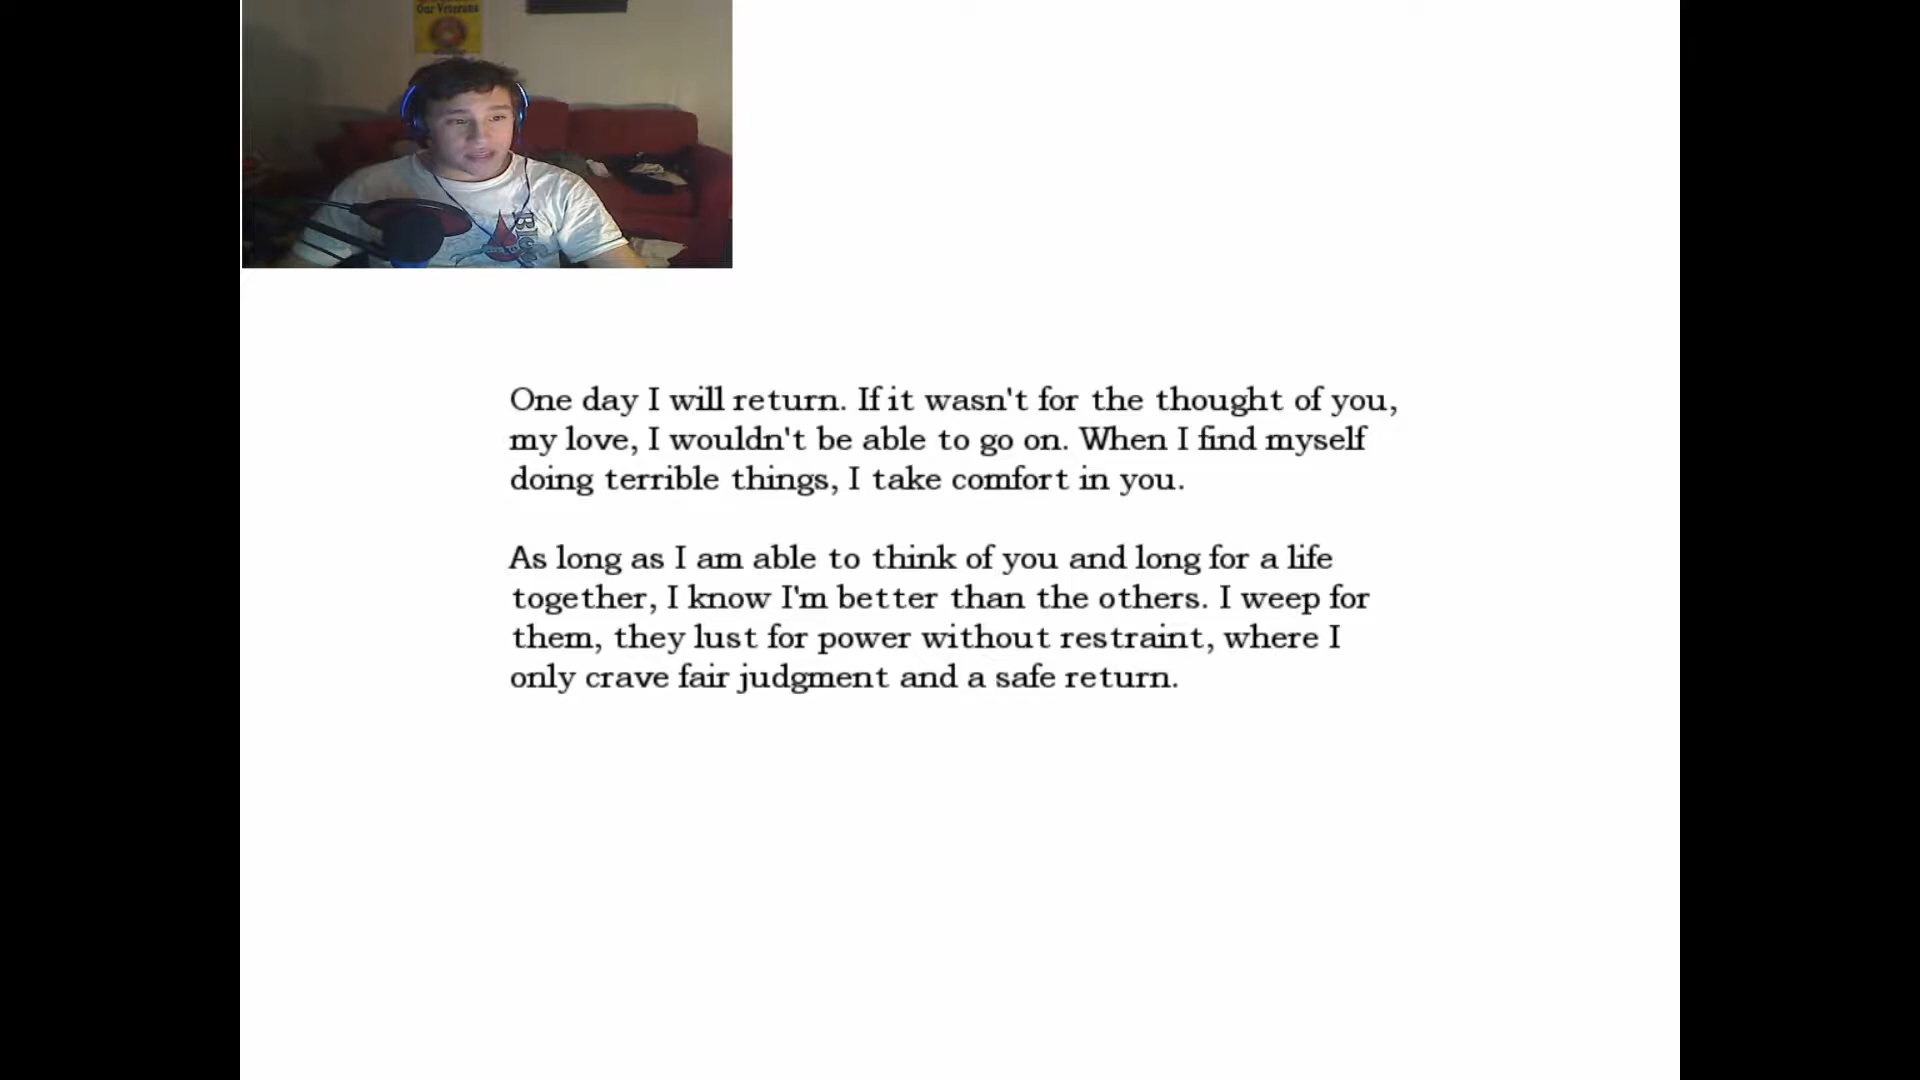 Our Veterans
BIG
One day I will return. If it wasn't for the thought of you,
my love, I wouldn't be able to go on. When I find myself
doing terrible things, I take comfort in you.
As long as I am able to think of you and long for a life
together, I know I'm better than the others. I weep for
them, they lust for power without restraint, where I
only crave fair judgment and a safe return.